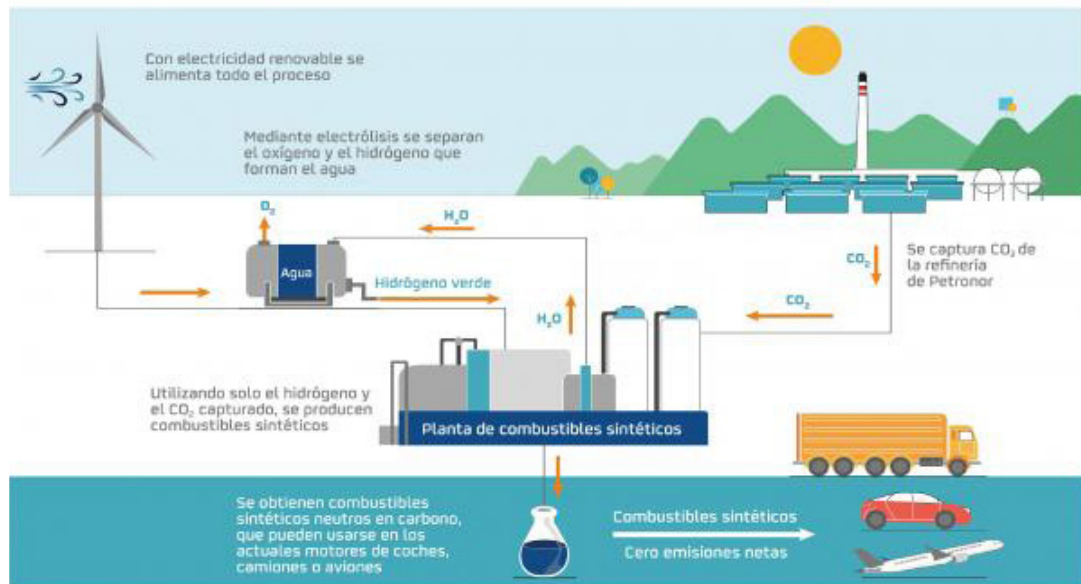 Con electricidad renovable se
alimenta todo el proceso
Mediante electrólisis se separan
el oxígeno y el hidrógeno que
forman el agua
O₂
H₂O
Agua
Hidrógeno verde
H₂O
CO₂
Se captura CO₂ de
la refinería
de Petronor
CO₂
Utilizando solo el hidrógeno y
el CO₂ capturado, se producen
combustibles sintéticos
Planta de combustibles sintéticos
Se obtienen combustibles
sintéticos neutros en carbono,
que pueden usarse en los
actuales motores de coches,
camiones o aviones
Combustibles sintéticos
Cero emisiones netas